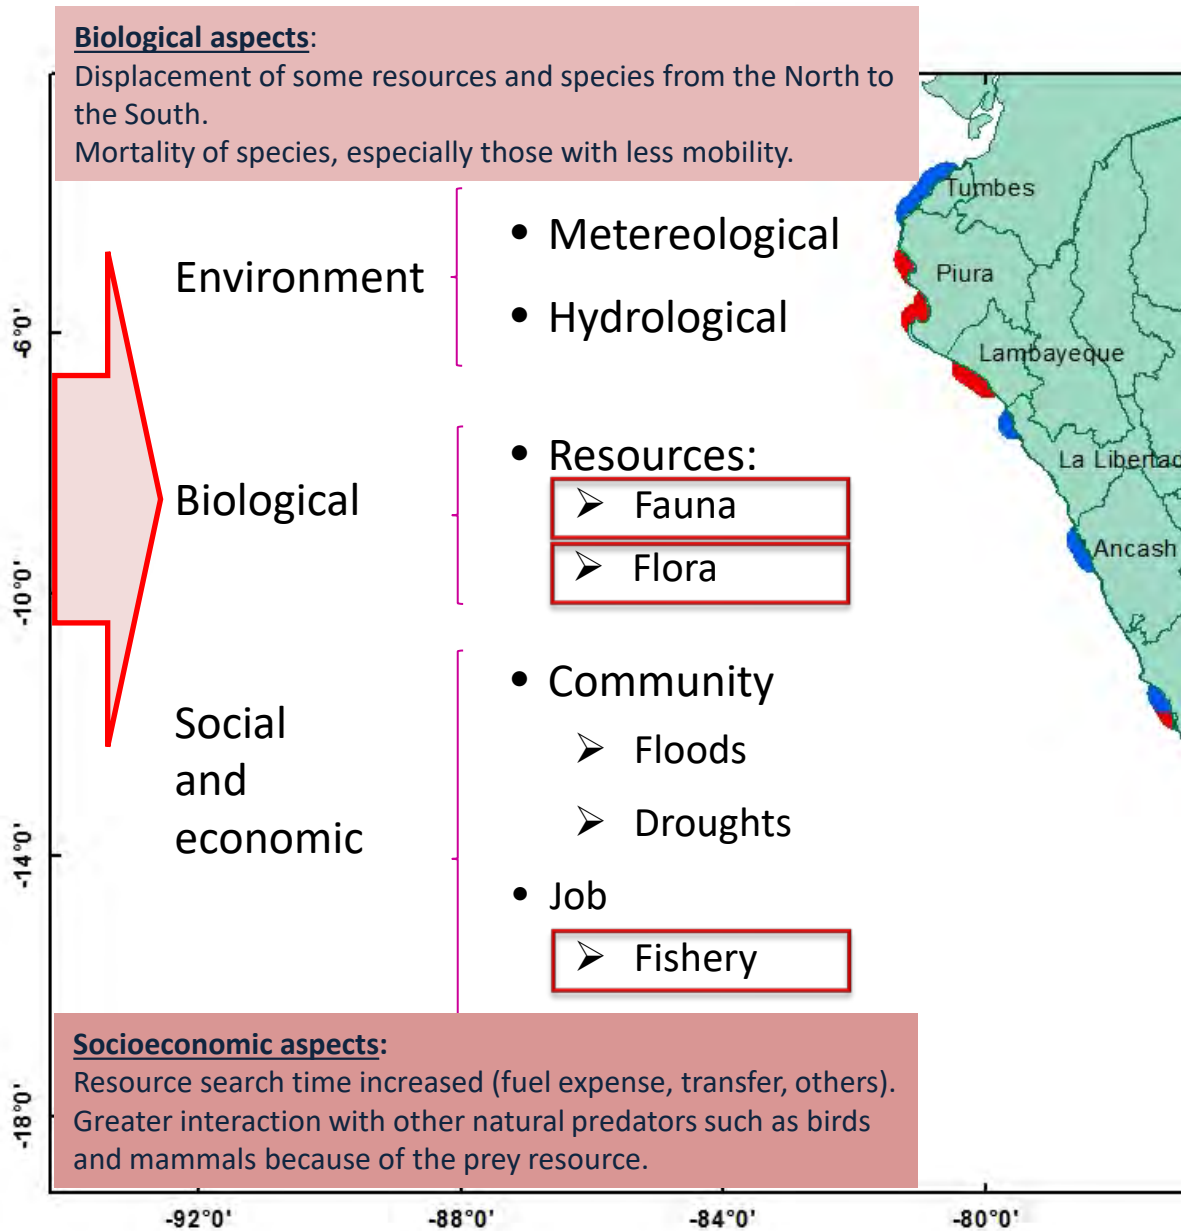 Biological aspects:
Displacement of some resources and species from the North to
the South.
Mortality of species, especially those with less mobility.
Environment
• Metereological
• Hydrological
Biological
• Resources:
➢ Fauna
➢ Flora
Social
and
economic
• Community
➢ Floods
➢ Droughts
• Job
➢ Fishery
Socioeconomic aspects:
Resource search time increased (fuel expense, transfer, others).
Greater interaction with other natural predators such as birds
and mammals because of the prey resource.
Tumbes
Piura
Lambayeque
La Libertad
Ancash
-6°0'
-10°0'
-14°0'
-18°0'
-92°0'
-88°0'
-84°0'
-80°0'